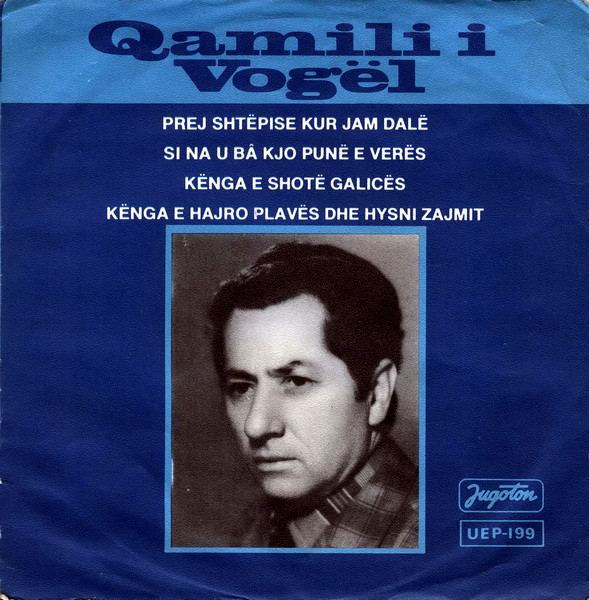 Qamili i
Vogël
PREJ SHTËPISE KUR JAM DALË
SI NA U BÂ KJO PUNË E VERËS
KËNGA E SHOTË GALICËS
KËNGA E HAJRO PLAVËS DHE HYSNI ZAJMIT
Jugoton
UEP-199